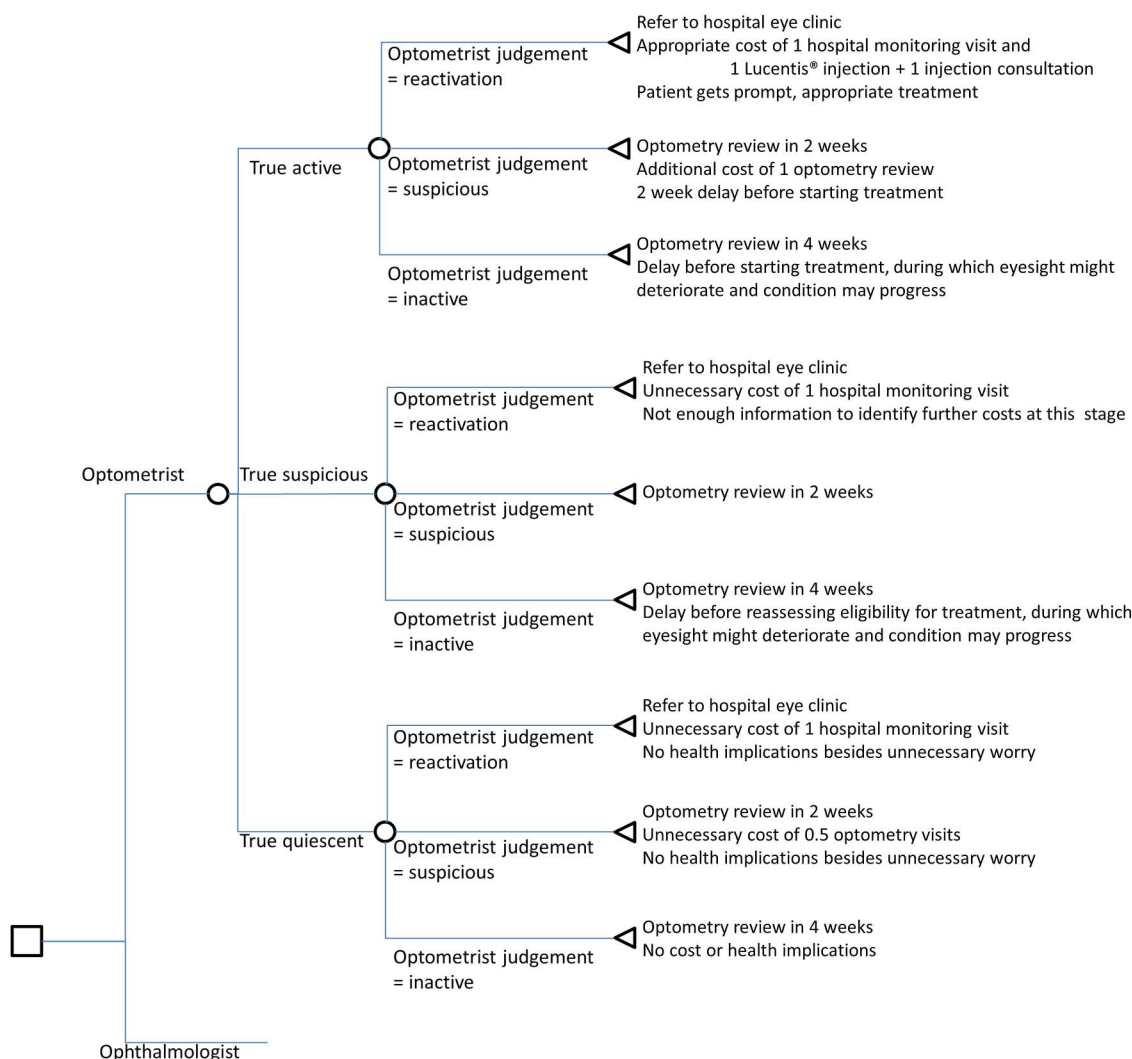 Refer to hospital eye clinic
Optometrist judgement
= reactivation
Appropriate cost of 1 hospital monitoring visit and
1 Lucentis® injection + 1 injection consultation
Patient gets prompt, appropriate treatment
True active
Optometrist judgement
= suspicious
Optometry review in 2 weeks
Additional cost of 1 optometry review
2 week delay before starting treatment
Optometrist judgement
= inactive
Optometry review in 4 weeks
Delay before starting treatment, during which eyesight might
deteriorate and condition may progress
Optometrist judgement
= reactivation
Refer to hospital eye clinic
Unnecessary cost of 1 hospital monitoring visit
Not enough information to identify further costs at this stage
Optometrist
True suspicious
Optometrist judgement
= suspicious
Optometry review in 2 weeks
Optometrist judgement
= inactive
Optometry review in 4 weeks
Delay before reassessing eligibility for treatment, during which
eyesight might deteriorate and condition may progress
Optometrist judgement
= reactivation
Refer to hospital eye clinic
Unnecessary cost of 1 hospital monitoring visit
No health implications besides unnecessary worry
True quiescent
Optometrist judgement
= suspicious
Optometry review in 2 weeks
Unnecessary cost of 0.5 optometry visits
No health implications besides unnecessary worry
Optometrist judgement
= inactive
Optometry review in 4 weeks
No cost or health implications
Ophthalmologist